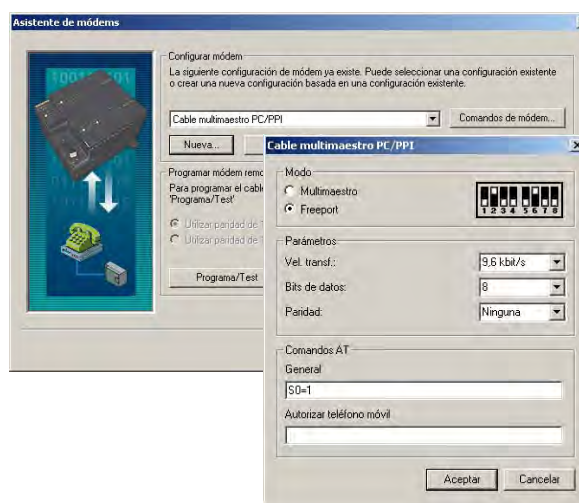 Asistente de módems
Configurar módem
La siguiente configuración de módem ya existe. Puede seleccionar una configuración existente
o crear una nueva configuración basada en una configuración existente.
Cable multimaestro PC/PPI
Comandos de módem...
Nueva...
Programar módem remo
Para programar el cable
'Programa/Test'
Utilizar paridad de 1
Utilizar paridad de 1
Programa/Test
Cable multimaestro PC/PPI
Modo
Multimaestro
Freeport
1 2 3 4 5 6 7 8
Parámetros
Vel. transf.:
9,6 kbit/s
Bits de datos:
8
Paridad:
Ninguna
Comandos AT
General
S0=1
Autorizar teléfono móvil
Aceptar
Cancelar